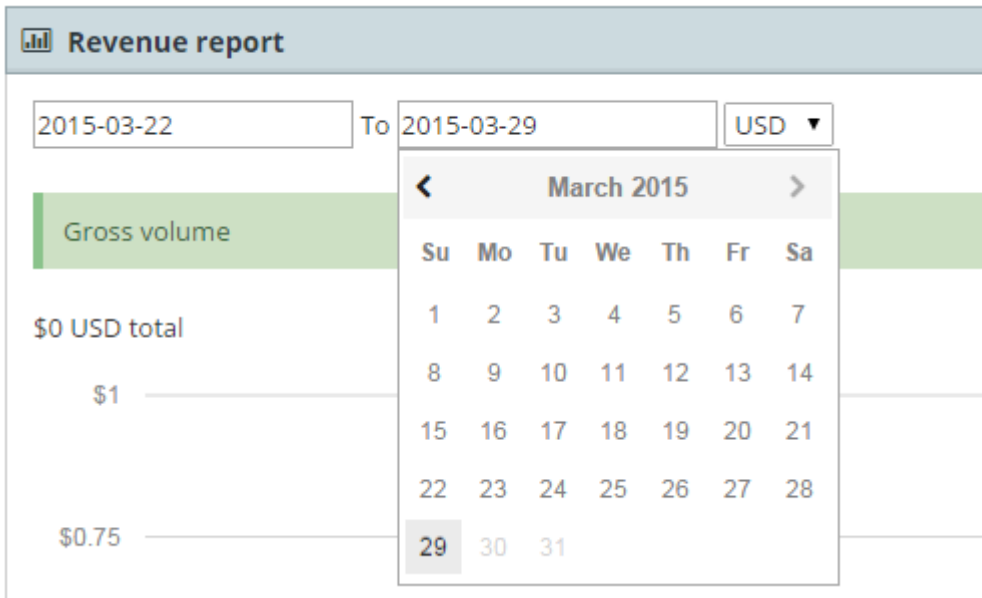 Revenue report
2015-03-22 To 2015-03-29 USD
March 2015
Gross volume
Su Mo Tu We Th Fr Sa
$0 USD total
1 2 3 4 5 6 7
$1
8 9 10 11 12 13 14
15 16 17 18 19 20 21
22 23 24 25 26 27 28
$0.75
29 30 31